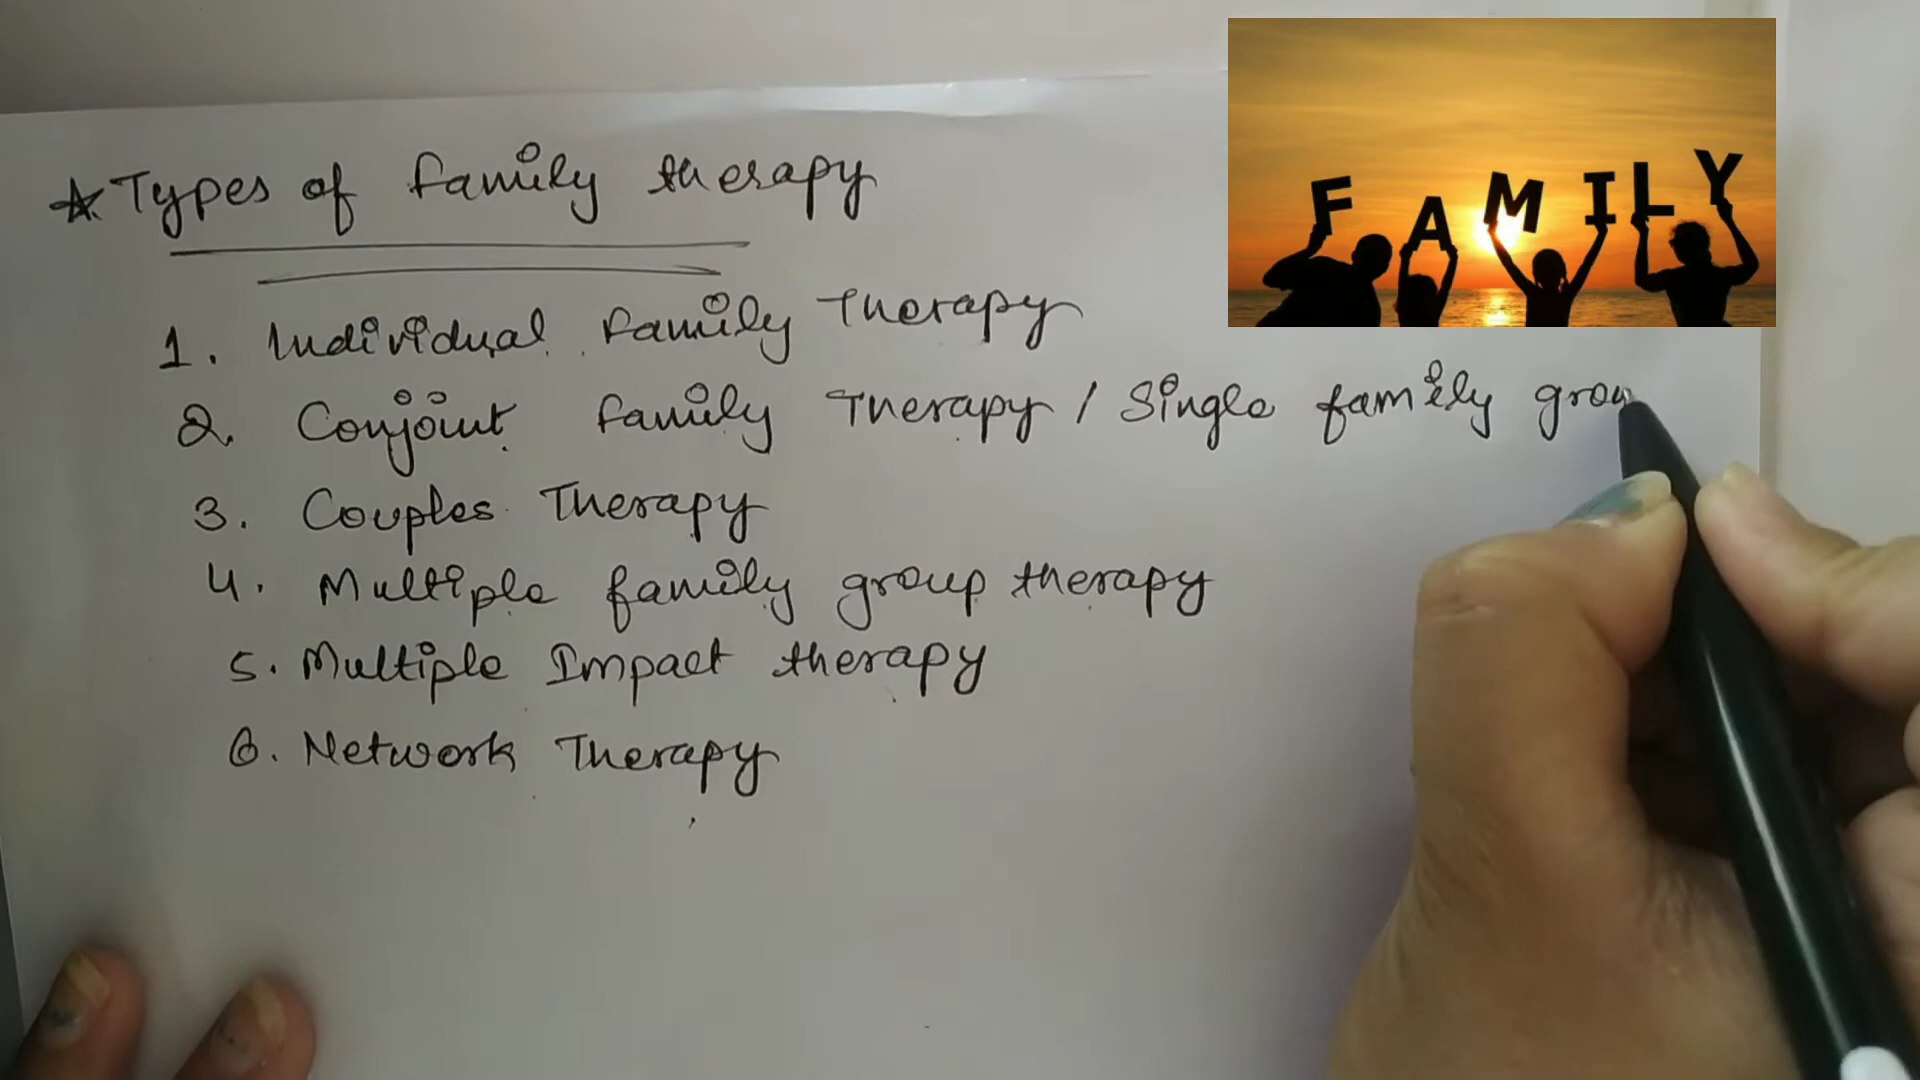 ★ Types of family therapy
1. Individual family Therapy
2. Conjoint family Therapy / Single family grou
3. Couples Therapy
4. Multiple family group therapy
5. Multiple Impact therapy
6. Network Therapy
FAMILY